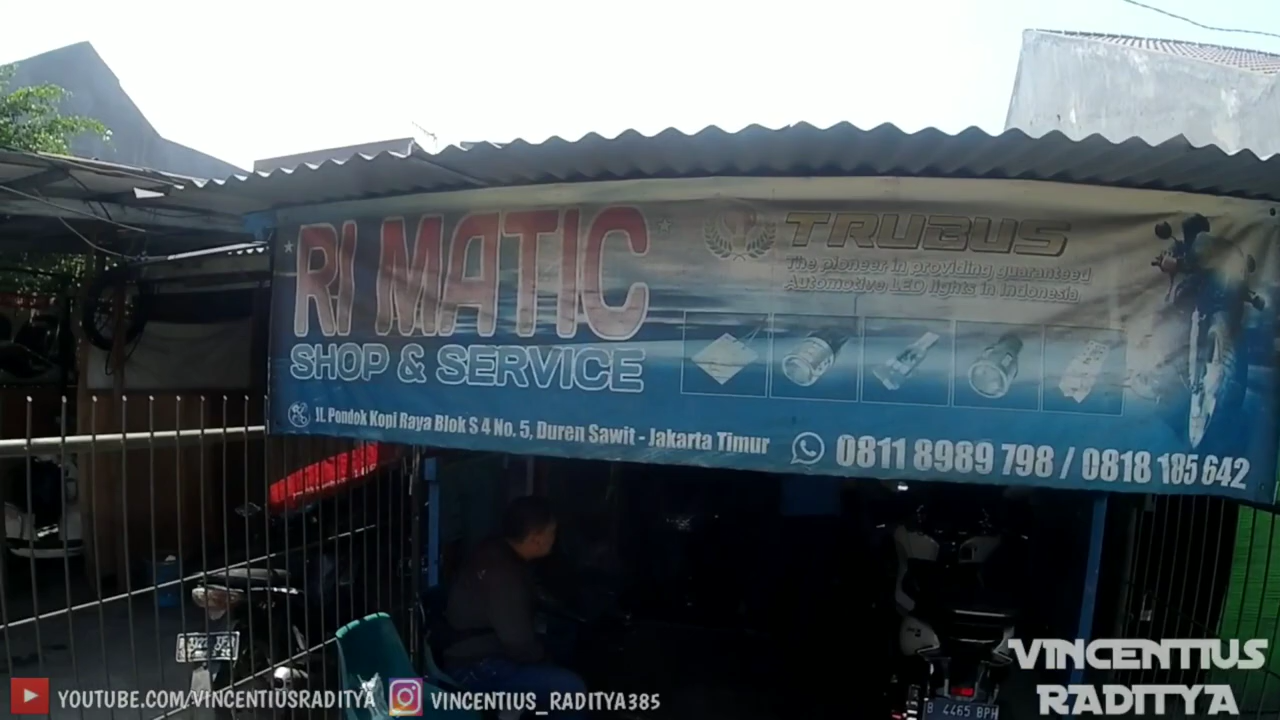 RI MATIC
SHOP & SERVICE
TRUBUS
The pioneer in providing guaranteed
Automotive LED lights in Indonesia
Jl. Pondok Kopi Raya Blok S 4 No. 5, Duren Sawit - Jakarta Timur
0811 8989 798 / 0818 185 642
B 4465 BPH
YOUTUBE.COM/VINCENTIUSRADITYA
VINCENTIUS_RADITYA385
VINCENTIUS
RADITYA